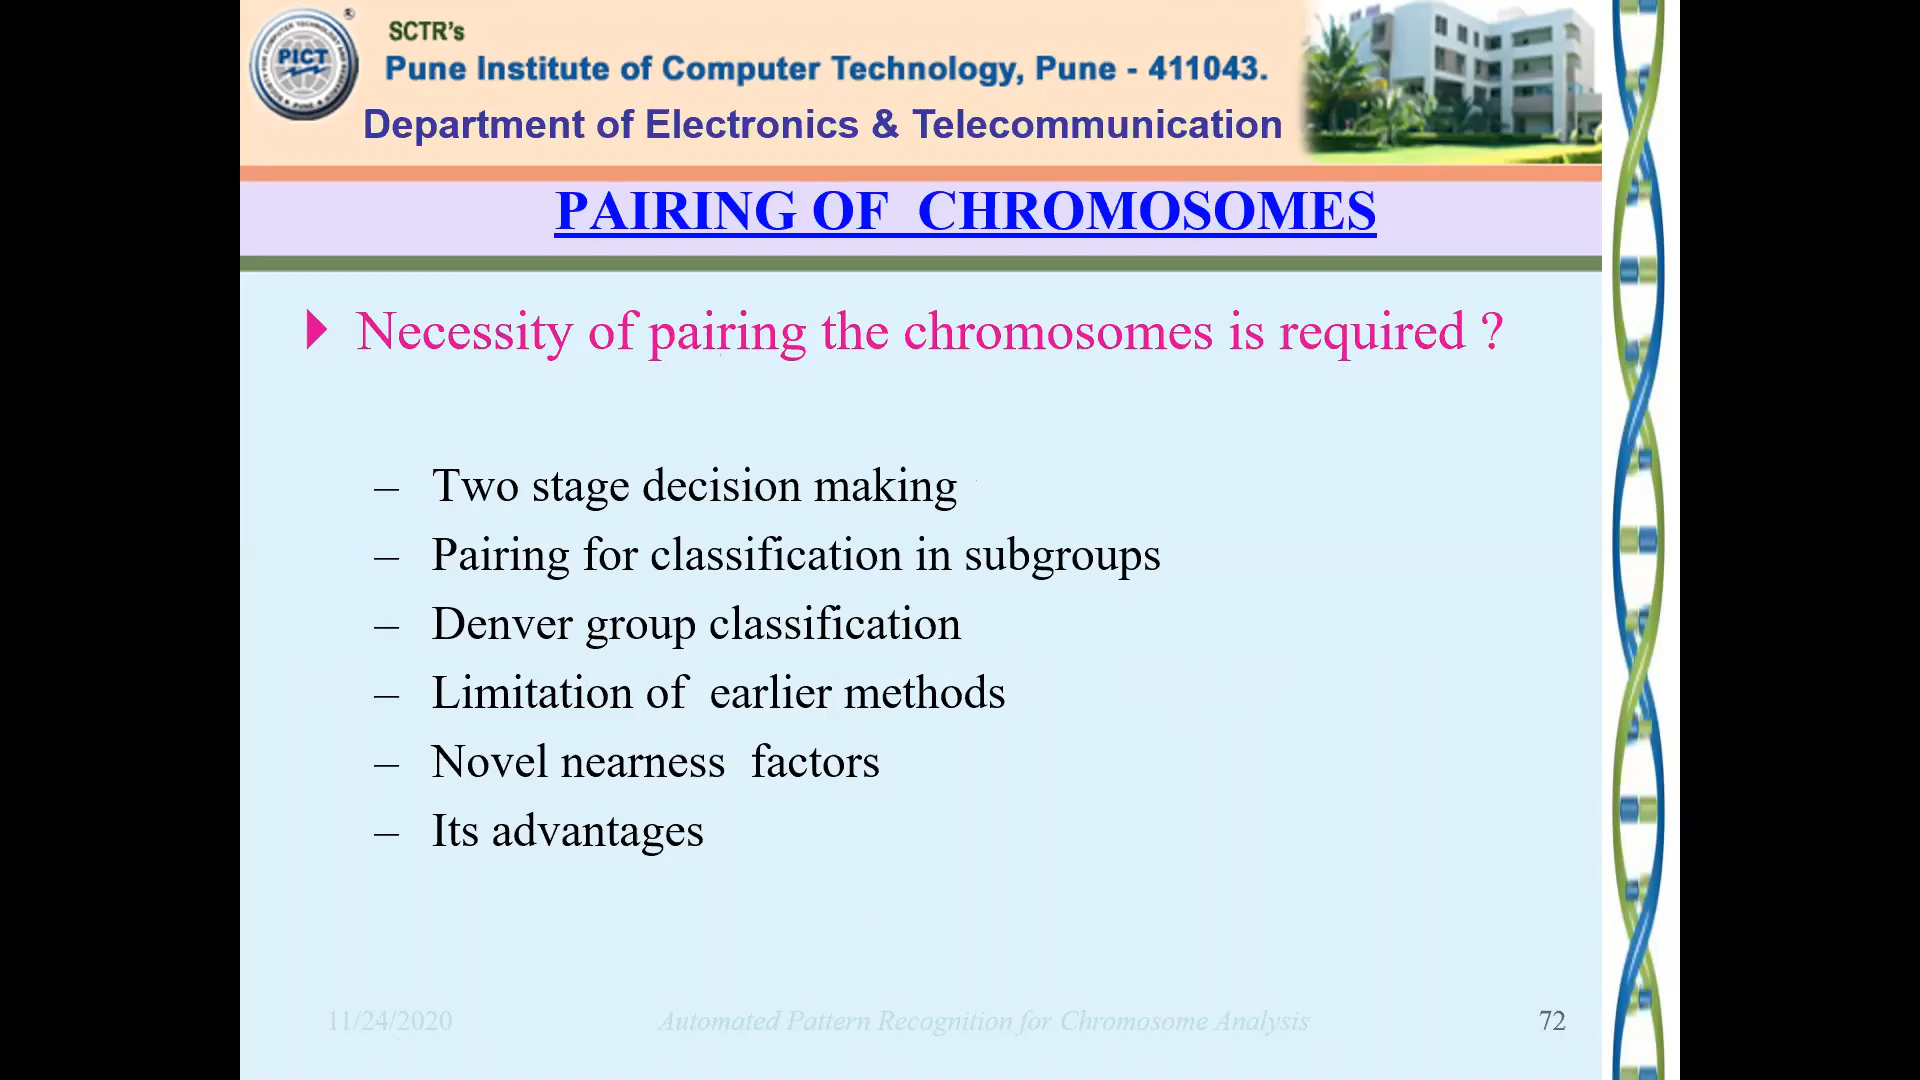 ®
SCTR's
PICT
Pune Institute of Computer Technology, Pune - 411043.
Department of Electronics & Telecommunication
PAIRING OF CHROMOSOMES
Necessity of pairing the chromosomes is required ?
– Two stage decision making
– Pairing for classification in subgroups
– Denver group classification
– Limitation of earlier methods
– Novel nearness factors
– Its advantages
11/24/2020 Automated Pattern Recognition for Chromosome Analysis 72